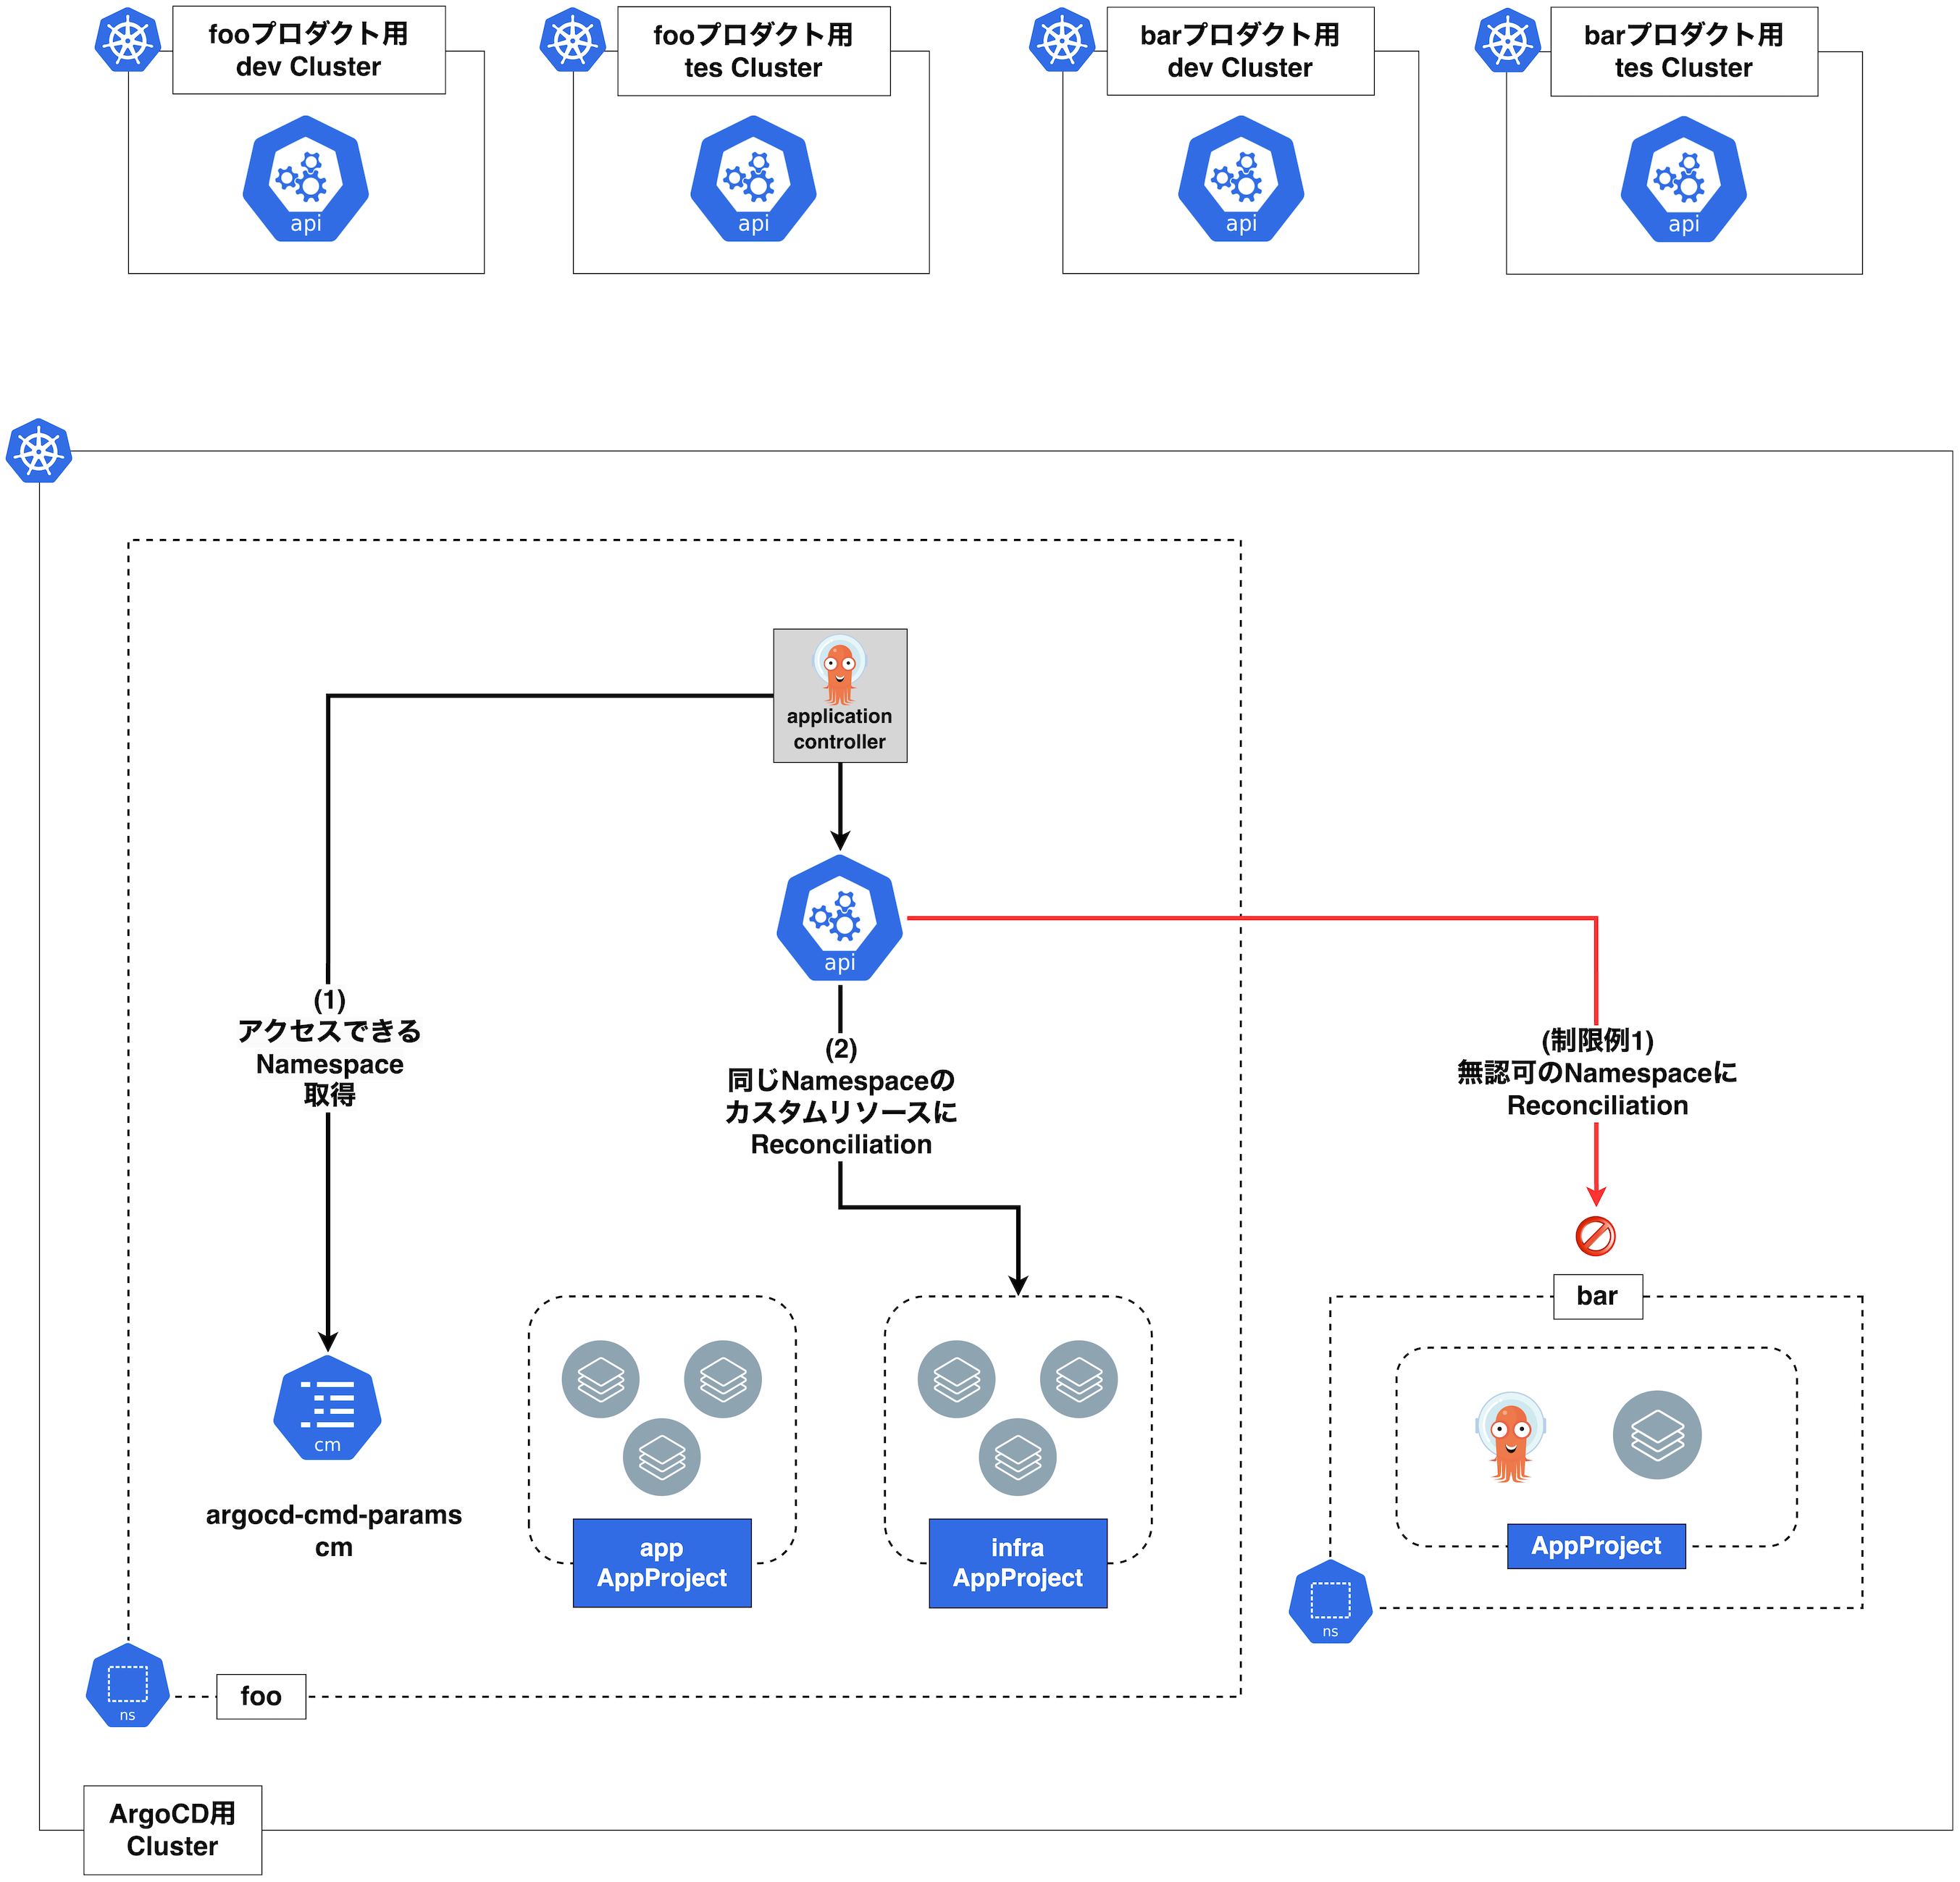 fooプロダクト用
dev Cluster
api
fooプロダクト用
tes Cluster
api
barプロダクト用
dev Cluster
api
barプロダクト用
tes Cluster
api
application
controller
api
(1)
アクセスできる
Namespace
取得
(2)
同じNamespaceの
カスタムリソースに
Reconciliation
(制限例1)
無認可のNamespaceに
Reconciliation
bar
cm
argocd-cmd-params
cm
app
AppProject
infra
AppProject
AppProject
ns
ns
foo
ArgoCD用
Cluster